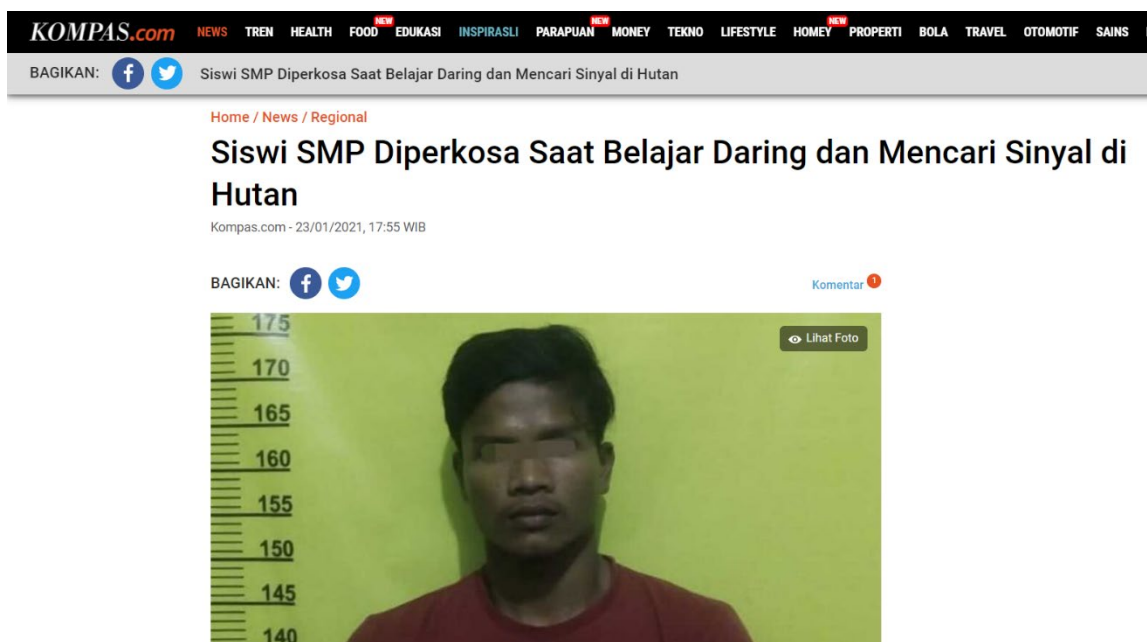 KOMPAS.com NEWS TREN HEALTH FOOD NEW EDUKASI INSPIRASLI PARAPUAN NEW MONEY TEKNO LIFESTYLE HOMEY NEW PROPERTI BOLA TRAVEL OTOMOTIF SAINS
BAGIKAN: Siswi SMP Diperkosa Saat Belajar Daring dan Mencari Sinyal di Hutan
Home / News / Regional
Siswi SMP Diperkosa Saat Belajar Daring dan Mencari Sinyal di
Hutan
Kompas.com - 23/01/2021, 17:55 WIB
BAGIKAN: Komentar 1
Lihat Foto
175
170
165
160
155
150
145
140